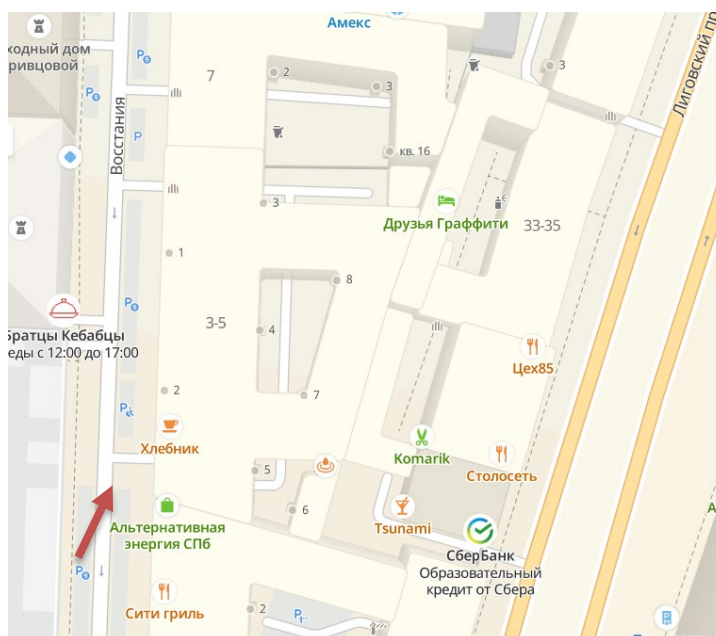 Амекс
ходный дом
ривцовой
Лиговский пр
Восстания
7
2
3
3
кв. 16
3
Друзья Граффити
33-35
1
8
Братцы Кебабцы
еды с 12:00 до 17:00
3-5
4
Цех85
2
7
Хлебник
Komarik
5
Столосеть
6
Tsunami
Альтернативная
энергия СПб
СберБанк
Образовательный
кредит от Сбера
Сити гриль
2
P
P
P
P
P
P
P
А